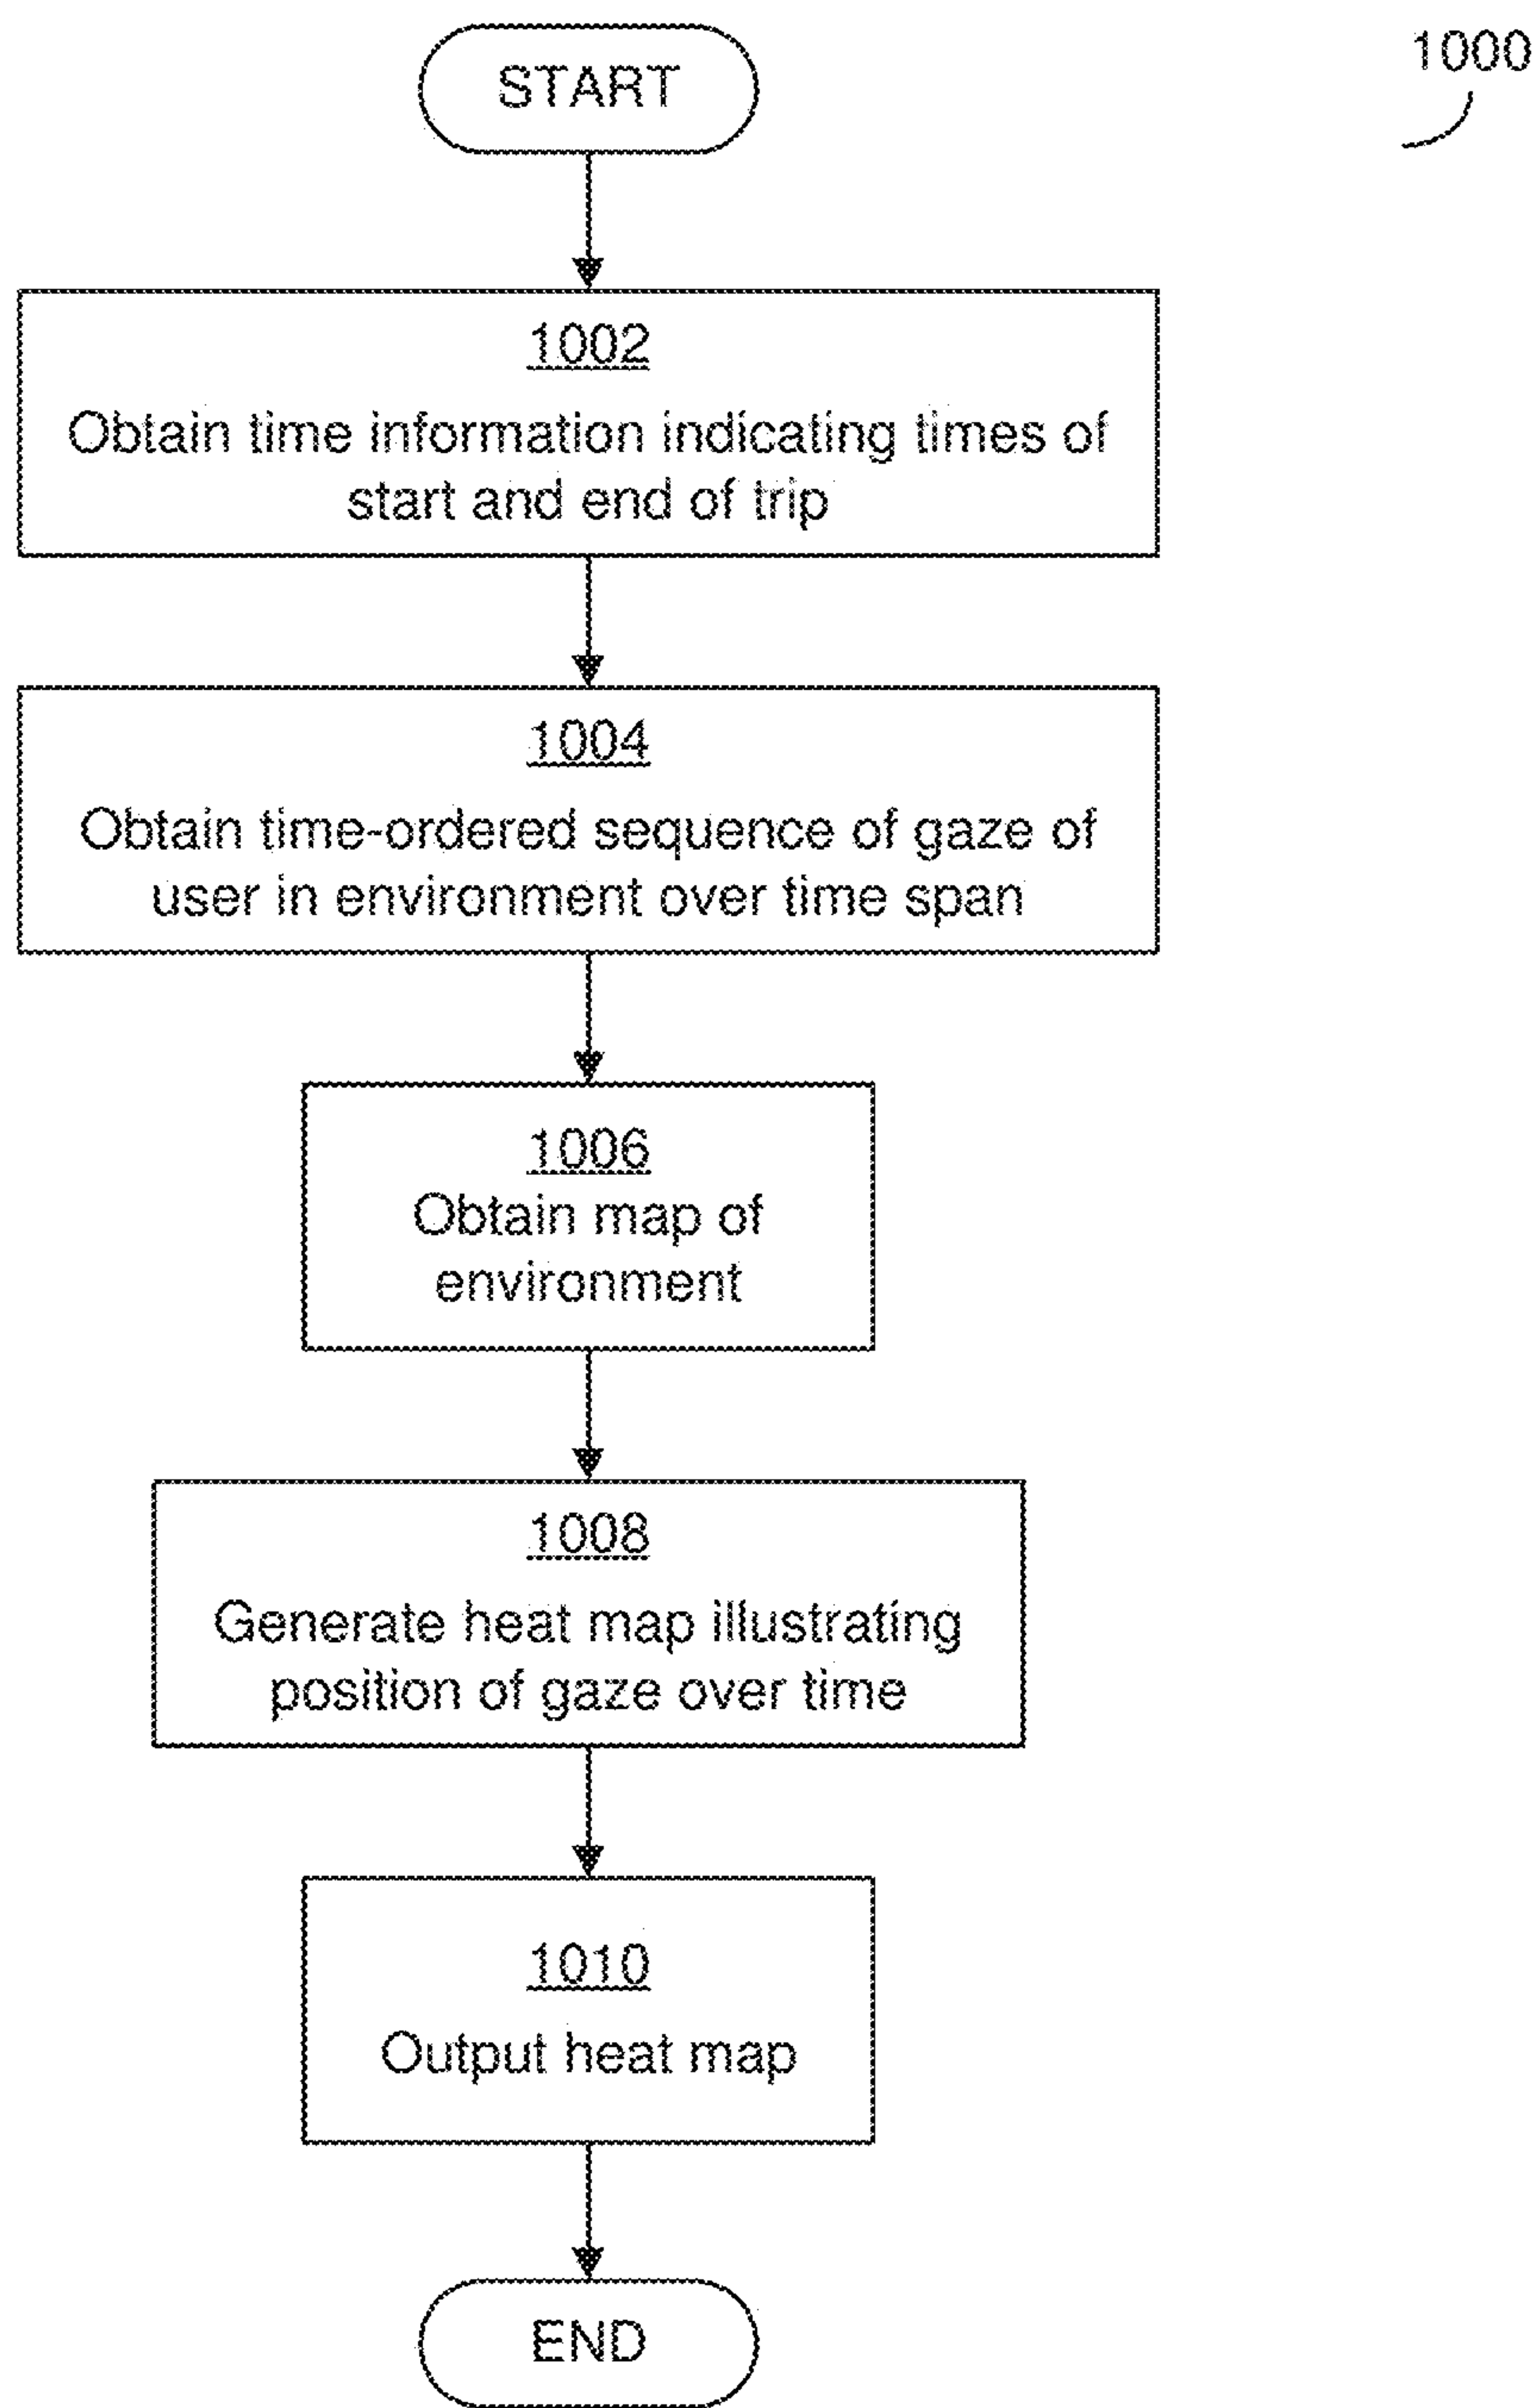 START
1000
1002
Obtain time information indicating times of
start and end of trip
1004
Obtain time-ordered sequence of gaze of
user in environment over time span
1006
Obtain map of
environment
1008
Generate heat map illustrating
position of gaze over time
1010
Output heat map
END